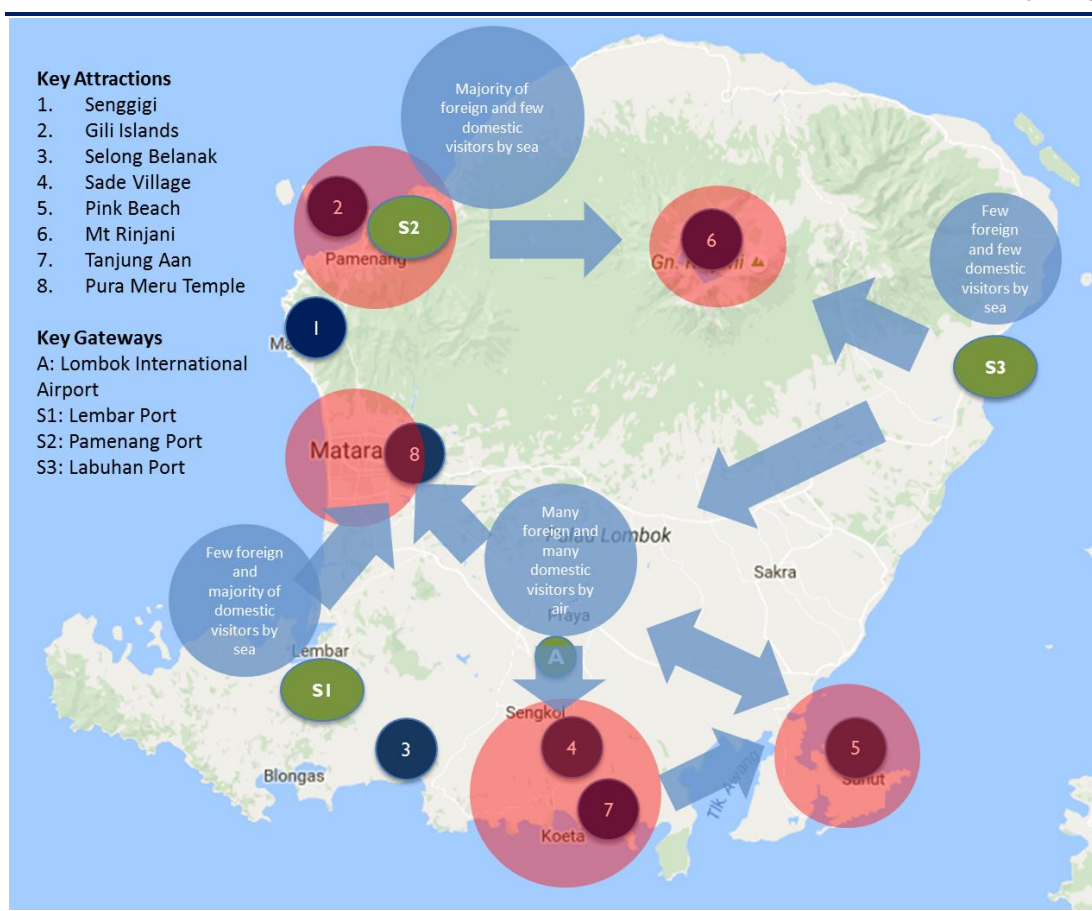 Key Attractions
1. Senggigi
2. Gili Islands
3. Selong Belanak
4. Sade Village
5. Pink Beach
6. Mt Rinjani
7. Tanjung Aan
8. Pura Meru Temple
Key Gateways
A: Lombok International
Airport
S1: Lembar Port
S2: Pamenang Port
S3: Labuhan Port
Majority of
foreign and few
domestic
visitors by sea
2
S2
Pamenang
6
Gn.
Few
foreign
and few
domestic
visitors by
sea
1
S3
Matara
8
Many
foreign and
many
domestic
visitors by
air
Lombok
Few foreign
and
majority of
domestic
visitors by
sea
Sakra
Praya
Lembar
A
S1
Sengkol
3
4
5
Blongas
7
Tlk. Awang
Koeta